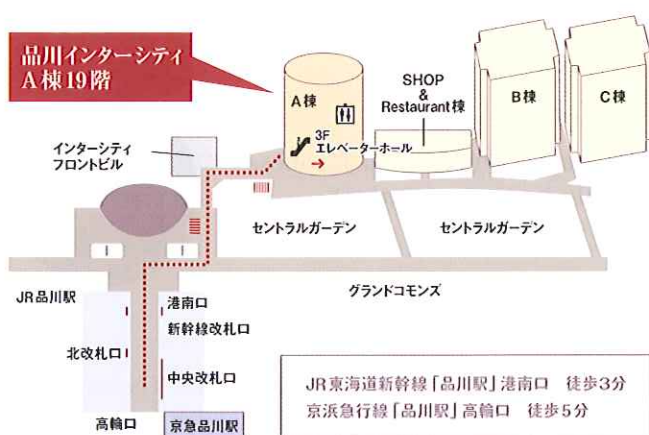 品川インターシティ
A棟19階
A棟
SHOP
&
Restaurant棟
B棟
C棟
3F
エレベーターホール
インターシティ
フロントビル
セントラルガーデン
セントラルガーデン
グランドコモンズ
JR品川駅
港南口
新幹線改札口
北改札口
中央改札口
高輪口
京急品川駅
JR東海道新幹線「品川駅」港南口 徒歩3分
京浜急行線「品川駅」高輪口 徒歩5分